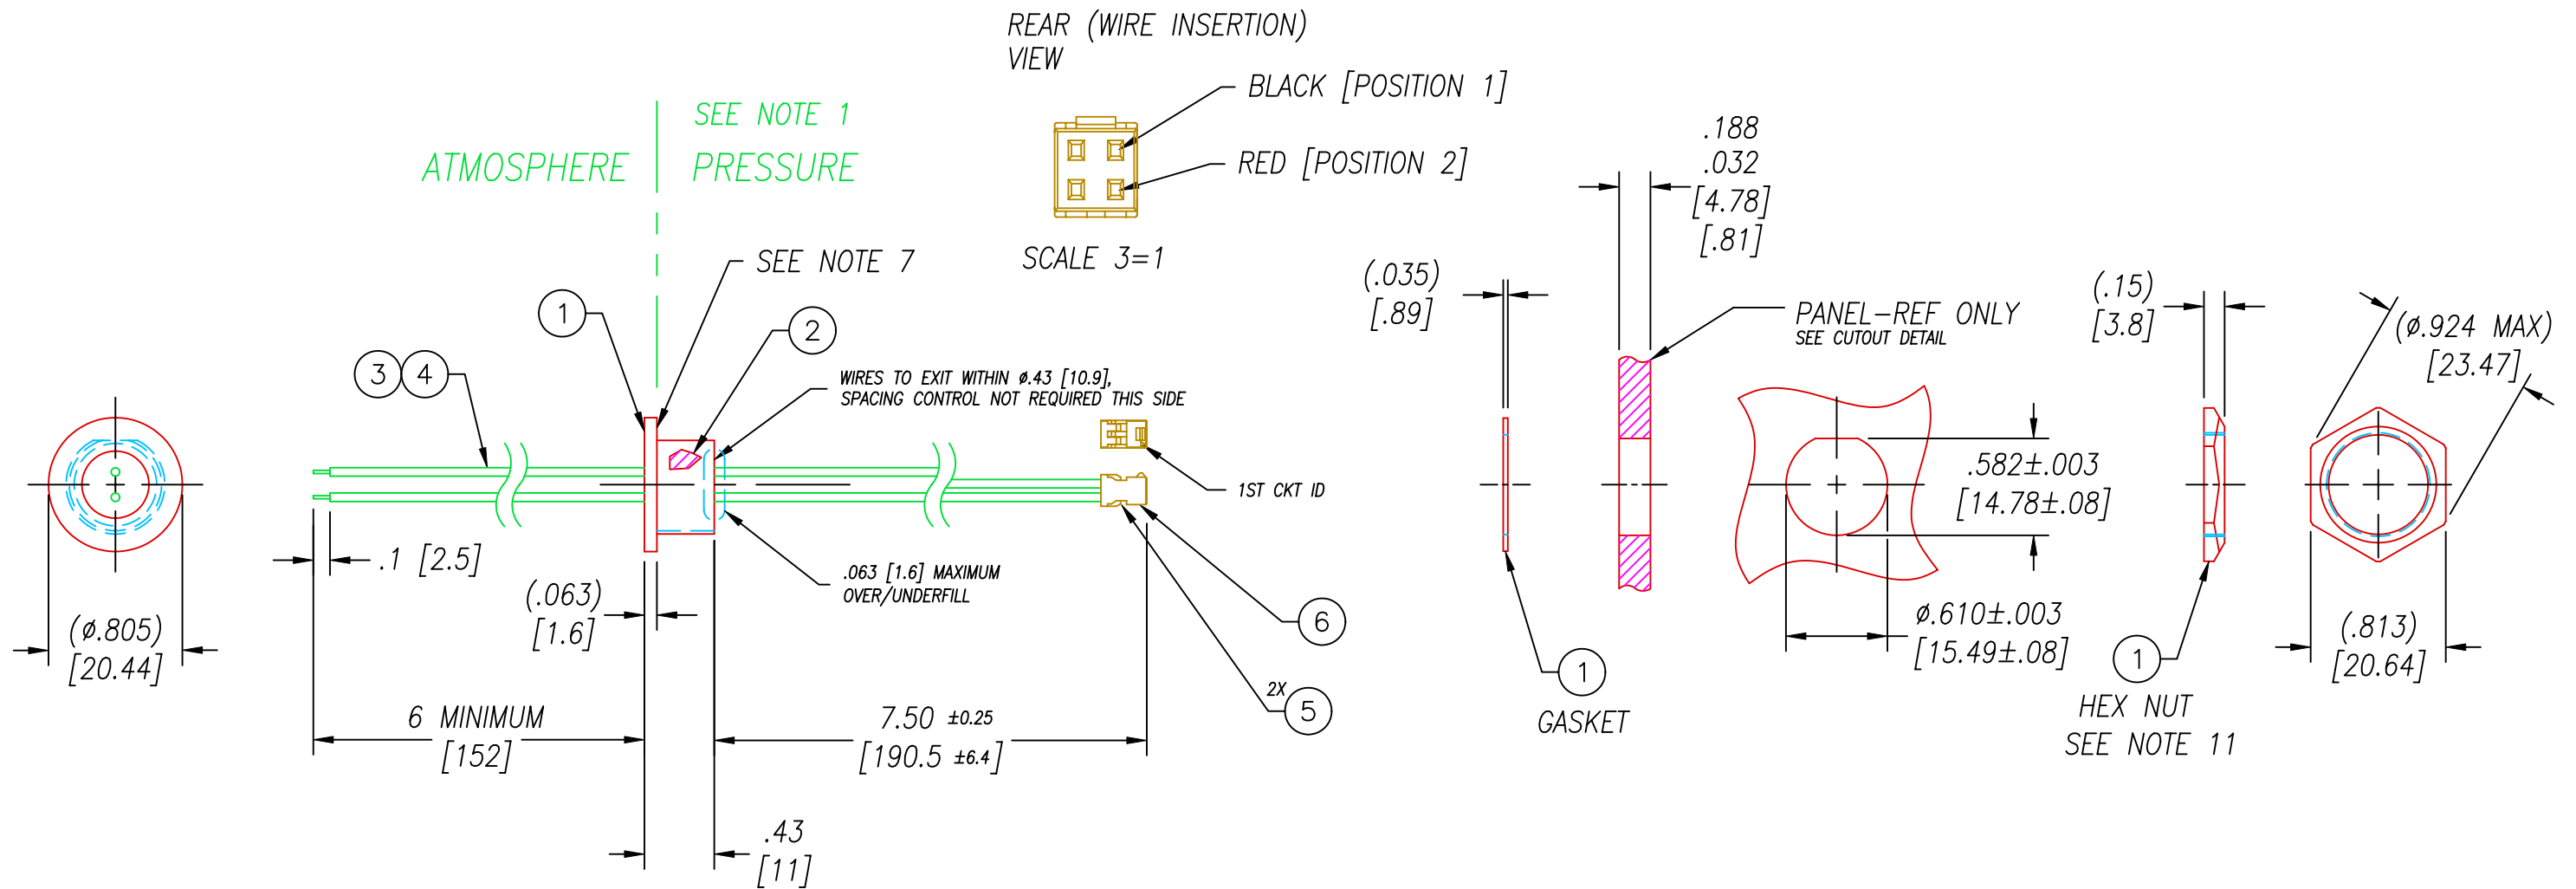 REAR (WIRE INSERTION)
VIEW
BLACK [POSITION 1]
RED [POSITION 2]
SCALE 3=1
SEE NOTE 1
ATMOSPHERE
PRESSURE
SEE NOTE 7
1
2
3
4
WIRES TO EXIT WITHIN ø.43 [10.9],
SPACING CONTROL NOT REQUIRED THIS SIDE
1ST CKT ID
.1 [2.5]
(.063)
[1.6]
.063 [1.6] MAXIMUM
OVER/UNDERFILL
(ø.805)
[20.44]
6 MINIMUM
[152]
7.50 ±0.25
[190.5 ±6.4]
.43
[11]
6
2X
5
(.035)
[.89]
1
GASKET
.188
.032
[4.78]
[.81]
PANEL-REF ONLY
SEE CUTOUT DETAIL
.582±.003
[14.78±.08]
ø.610±.003
[15.49±.08]
(.15)
[3.8]
(ø.924 MAX)
[23.47]
1
HEX NUT
SEE NOTE 11
(.813)
[20.64]